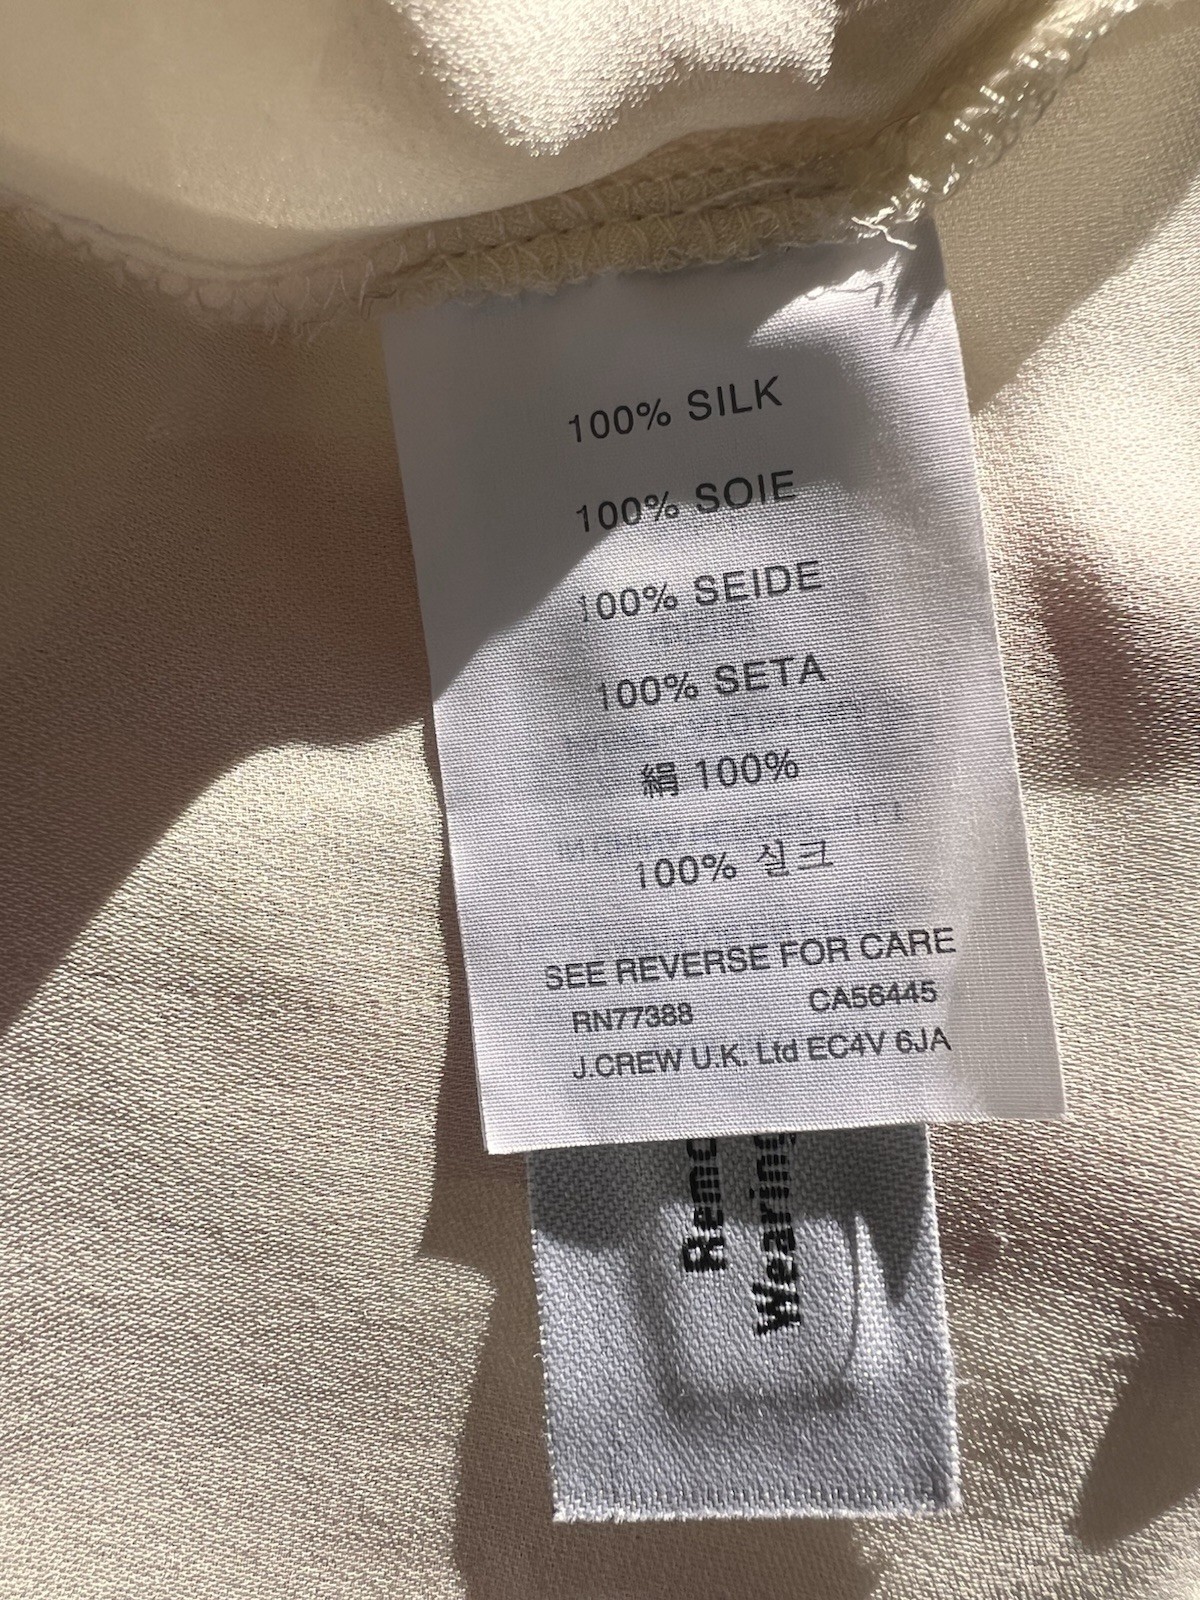 100% SILK
100% SOIE
100% SEIDE
100% SETA
絹 100%
100% 실크
SEE REVERSE FOR CARE
RN77388 CA56445
J.CREW U.K. Ltd EC4V 6JA
Wearing